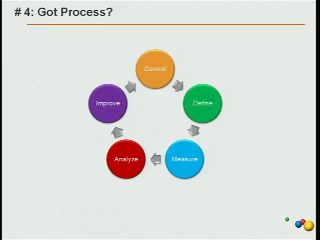 # 4: Got Process?
Control
Define
Measure
Analyze
Improve